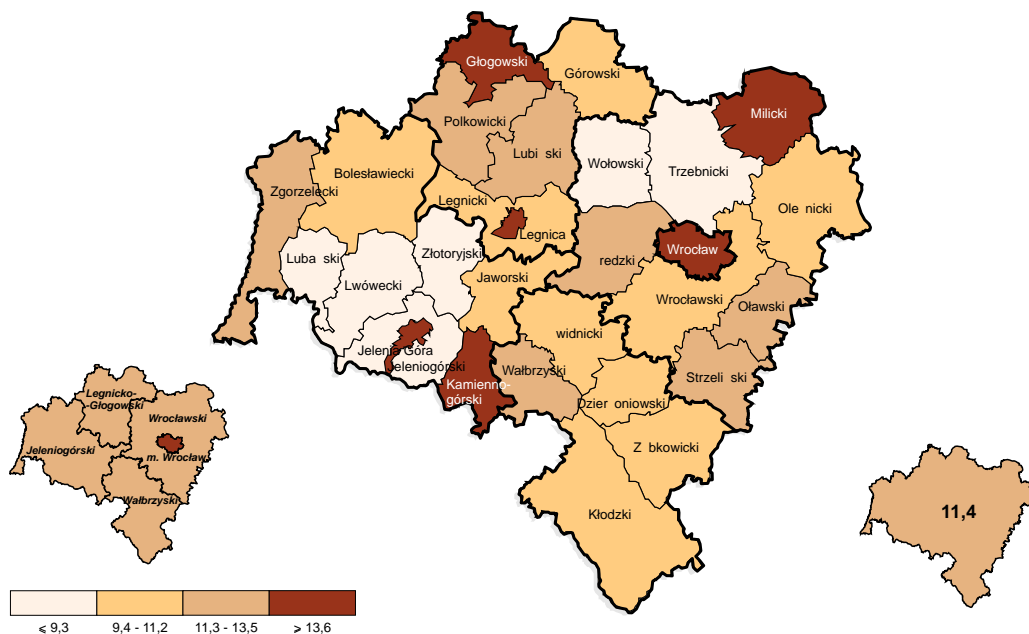 Głogowski
Górowski
Milicki
Polkowicki
Lubi ski
Wołowski
Trzebnicki
Bolesławiecki
Zgorzelecki
Legnicki
Ole nicki
Legnica
Luba ski
Złotoryjski
redzki
Wrocław
Jaworski
Lwówecki
Wrocławski
Oławski
widnicki
Jelenia Góra
Jeleniogórski
Wałbrzyski
Strzeli ski
Kamienno-
górski
Dzier oniowski
Z bkowicki
Kłodzki
Legnicko-
-Głogowski
Wrocławski
Jeleniogórski
m. Wrocław
Wałbrzyski
11,4
⩽ 9,3
9,4 - 11,2
11,3 - 13,5
⩾ 13,6